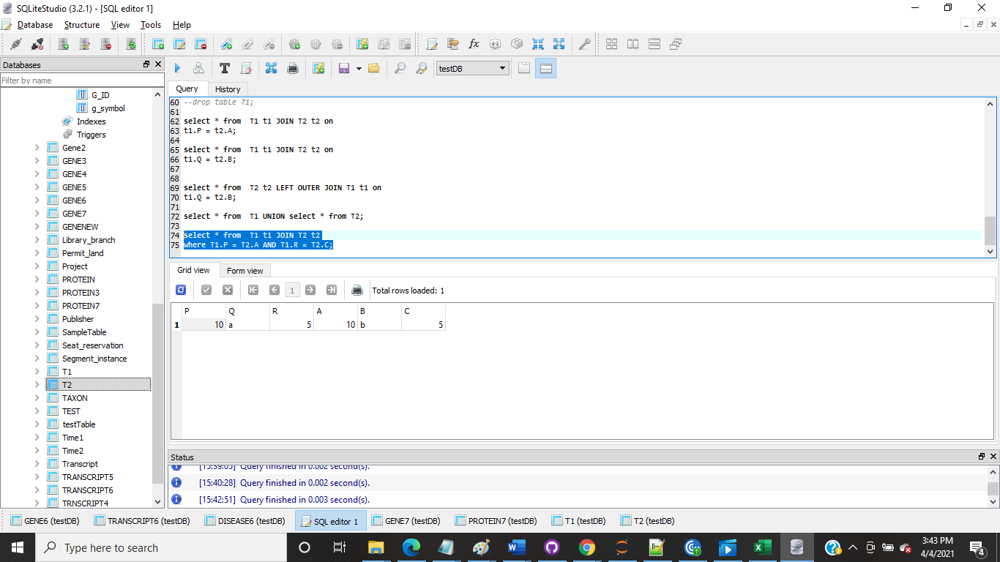 SQLiteStudio (3.2.1) - [SQL editor 1]
Database Structure View Tools Help
Databases
Filter by name
G_ID
g_symbol
Indexes
Triggers
Gene2
GENE3
GENE4
GENE5
GENE6
GENE7
GENENEW
Library_branch
Permit_land
Project
PROTEIN
PROTEIN3
PROTEIN7
Publisher
SampleTable
Seat_reservation
Segment_instance
T1
T2
TAXON
TEST
testTable
Time1
Time2
Transcript
TRANSCRIPT5
TRANSCRIPT6
TRNSCRIPT4
testDB
Query History
60 --drop table T1;
61
62 select * from T1 t1 JOIN T2 t2 on
63 t1.P = t2.A;
64
65 select * from T1 t1 JOIN T2 t2 on
66 t1.Q = t2.B;
67
68
69 select * from T2 t2 LEFT OUTER JOIN T1 t1 on
70 t1.Q = t2.B;
71
72 select * from T1 UNION select * from T2;
73
74 select * from T1 t1 JOIN T2 t2
75 where T1.P = T2.A AND T1.R = T2.C;
Grid view Form view
1 Total rows loaded: 1
P Q R A B C
1 10 a 5 10 b 5
Status
[15:39:05] Query finished in 0.002 second(s).
[15:40:28] Query finished in 0.002 second(s).
[15:42:51] Query finished in 0.003 second(s).
GENE6 (testDB) TRANSCRIPT6 (testDB) DISEASE6 (testDB) SQL editor 1 GENE7 (testDB) PROTEIN7 (testDB) T1 (testDB) T2 (testDB)
Type here to search
3:43 PM
4/4/2021
4